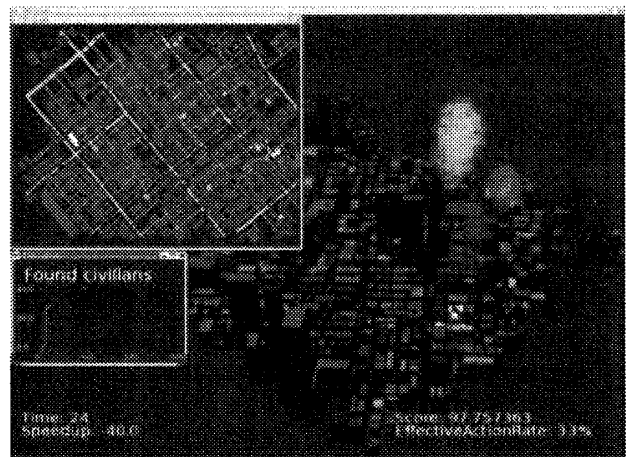 Found civilians
Time: 24
Speedup: 40.0
Score: 97.757363
EffectiveActionRate: 33%